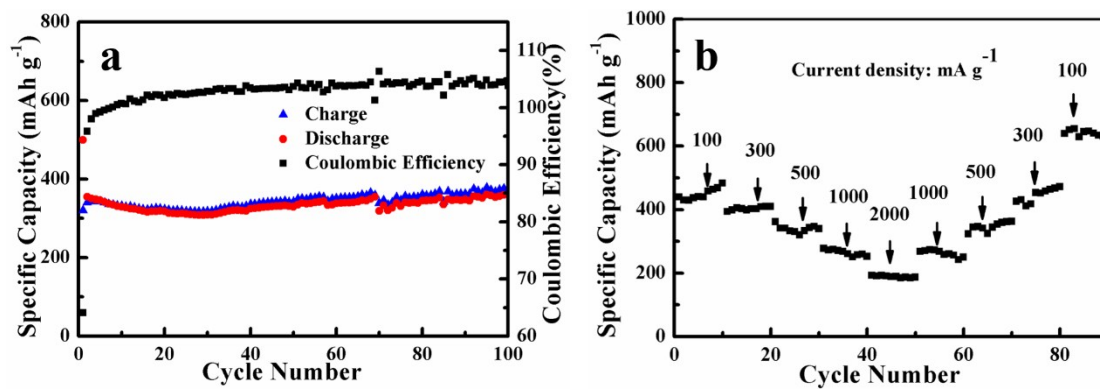 a
Specific Capacity (mAh g⁻¹)
800
600
400
200
0
Coulombic Efficiency(%)
110
100
90
80
70
60
Charge
Discharge
Coulombic Efficiency
0 20 40 60 80 100
Cycle Number
b
Specific Capacity (mAh g⁻¹)
1000
800
600
400
200
0
Current density: mA g⁻¹
100
300
500
1000
2000
1000
500
300
100
0 20 40 60 80
Cycle Number